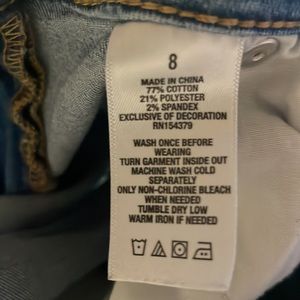 8
MADE IN CHINA
77% COTTON
21% POLYESTER
2% SPANDEX
EXCLUSIVE OF DECORATION
RN154379
WASH ONCE BEFORE
WEARING
TURN GARMENT INSIDE OUT
MACHINE WASH COLD
SEPARATELY
ONLY NON-CHLORINE BLEACH
WHEN NEEDED
TUMBLE DRY LOW
WARM IRON IF NEEDED